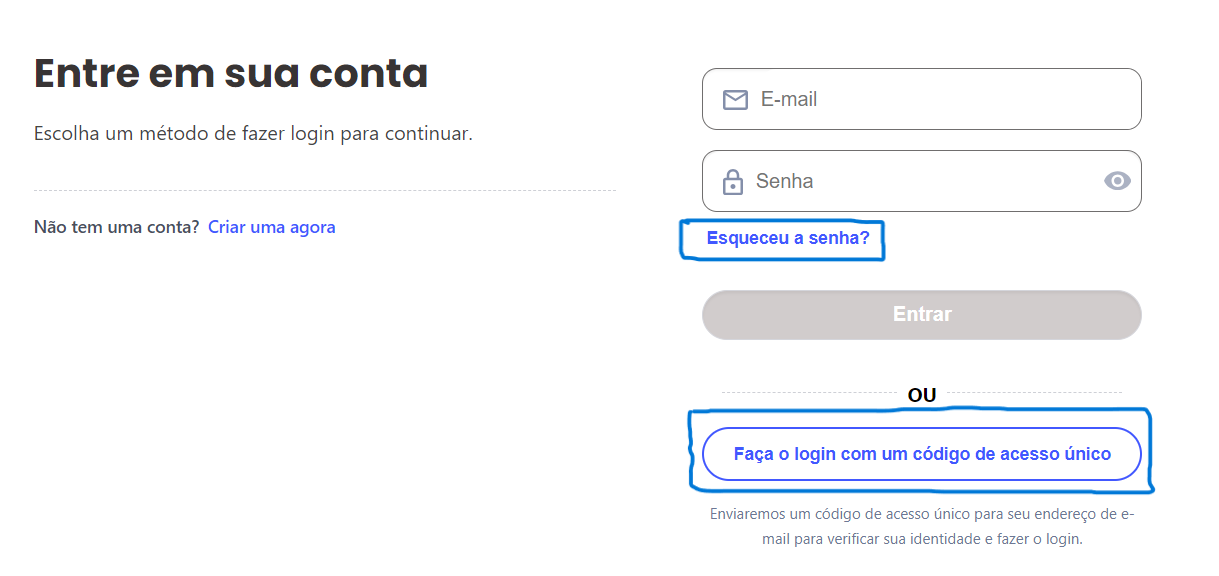 Entre em sua conta
Escolha um método de fazer login para continuar.
Não tem uma conta? Criar uma agora
E-mail
Senha
Esqueceu a senha?
Entrar
OU
Faça o login com um código de acesso único
Enviaremos um código de acesso único para seu endereço de e-
mail para verificar sua identidade e fazer o login.